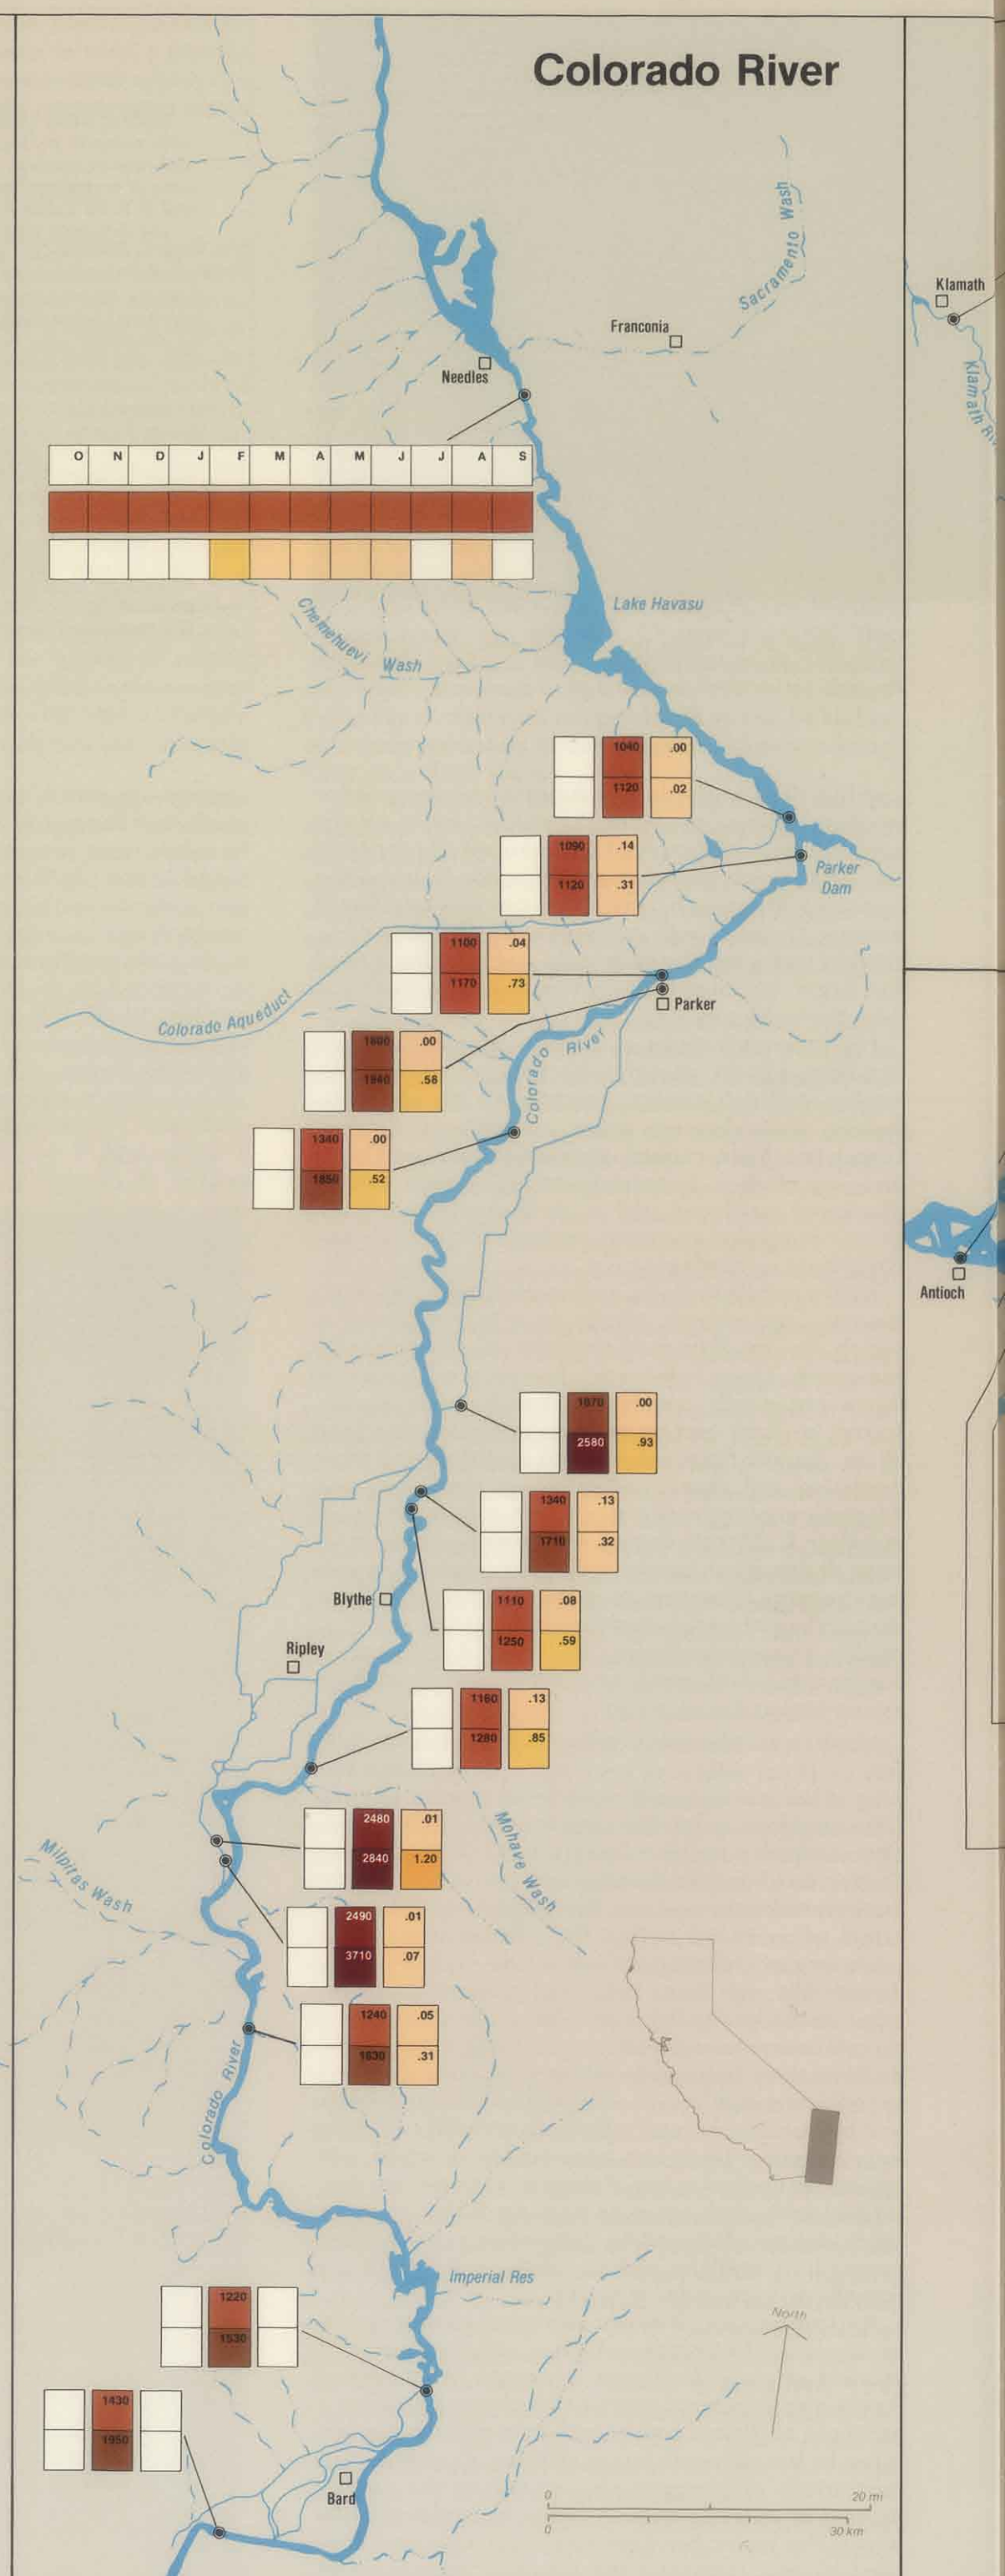 Colorado River
Sacramento Wash
Klamath
Franconia
Needles
Klamath
O N D J F M A M J J A S
Lake Havasu
Chemehuevi Wash
1040 .00
1120 .02
1090 .14
1120 .31
Parker
Dam
1100 .04
1170 .73
Parker
Colorado Aqueduct
Colorado River
.00
1940 .58
1340 .00
1850 .52
Antioch
.00
2580 .93
1340 .13
1710 .32
Blythe
1110 .08
1250 .59
Ripley
1160 .13
1280 .85
2480 .01
2840 1.20
Mohave Wash
Milpitas Wash
2490 .01
3710 .07
1240 .05
.31
Colorado River
Imperial Res
1220
1530
North
1430
1950
Bard
0 20 mi
0 30 km